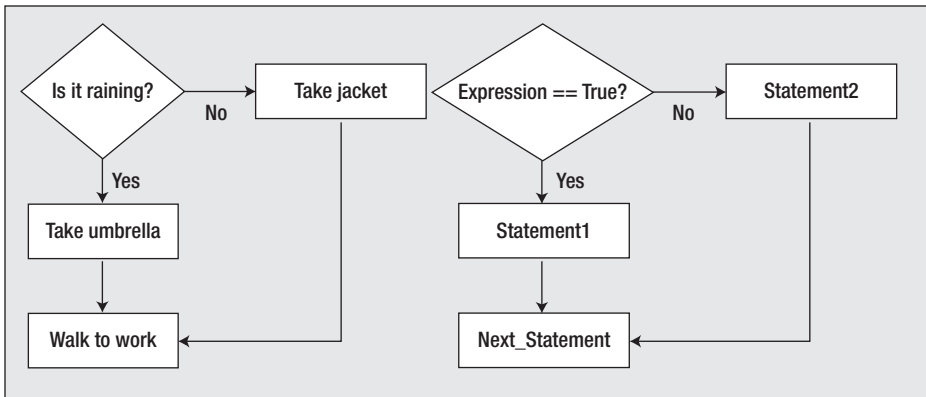 Is it raining?
No
Take jacket
Yes
Take umbrella
Walk to work
Expression == True?
No
Statement2
Yes
Statement1
Next_Statement